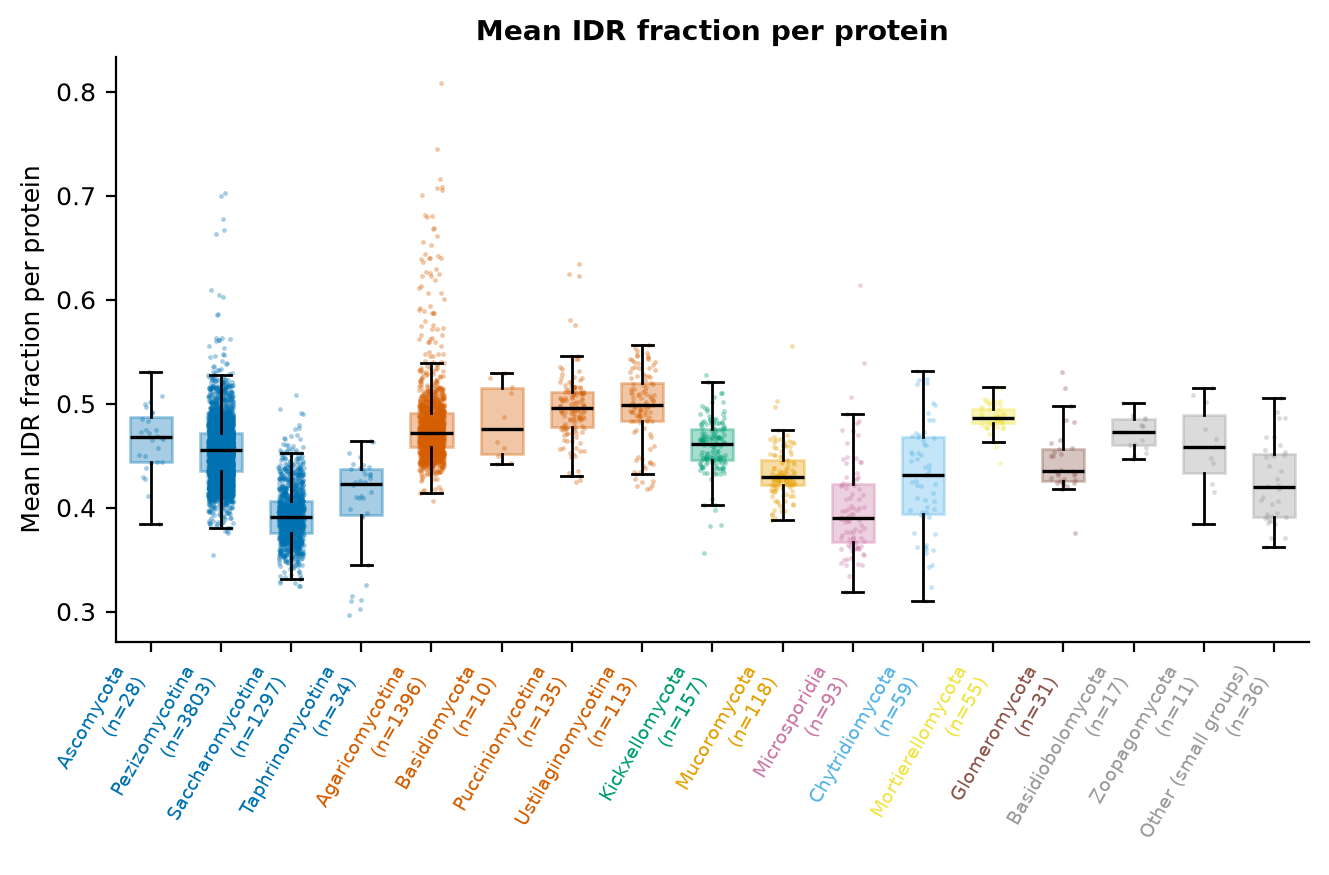 Mean IDR fraction per protein
Mean IDR fraction per protein
0.8
0.7
0.6
0.5
0.4
0.3
Ascomycota
(n=28)
Pezizomycotina
(n=3803)
Saccharomycotina
(n=1297)
Taphrinomycotina
(n=34)
Agaricomycotina
(n=1396)
Basidiomycota
(n=10)
Pucciniomycotina
(n=135)
Ustilaginomycotina
(n=113)
Kickxellomycota
(n=157)
Mucoromycota
(n=118)
Microsporidia
(n=93)
Chytridiomycota
(n=59)
Mortierellomycota
(n=55)
Glomeromycota
(n=31)
Basidiobolomycota
(n=17)
Zoopagomycota
(n=11)
Other (small groups)
(n=36)